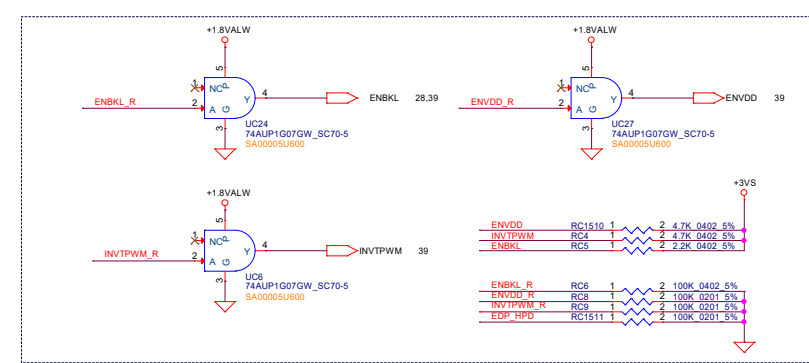 +1.8VALW
5
1
NC
P
2
A
G
Y
4
3
ENBKL_R
ENBKL 28,39
UC24
74AUP1G07GW_SC70-5
SA00005U600
+1.8VALW
5
1
NC
P
2
A
G
Y
4
3
ENVDD_R
ENVDD 39
UC27
74AUP1G07GW_SC70-5
SA00005U600
+1.8VALW
5
1
NC
P
2
A
G
Y
4
3
INVTPWM_R
INVTPWM 39
UC6
74AUP1G07GW_SC70-5
SA00005U600
+3VS
ENVDD RC1510 1 2 4.7K_0402_5%
INVTPWM RC4 1 2 4.7K_0402_5%
ENBKL RC5 1 2 2.2K_0402_5%
ENBKL_R RC6 1 2 100K_0402_5%
ENVDD_R RC8 1 2 100K_0201_5%
INVTPWM_R RC9 1 2 100K_0201_5%
EDP_HPD RC1511 1 2 100K_0201_5%